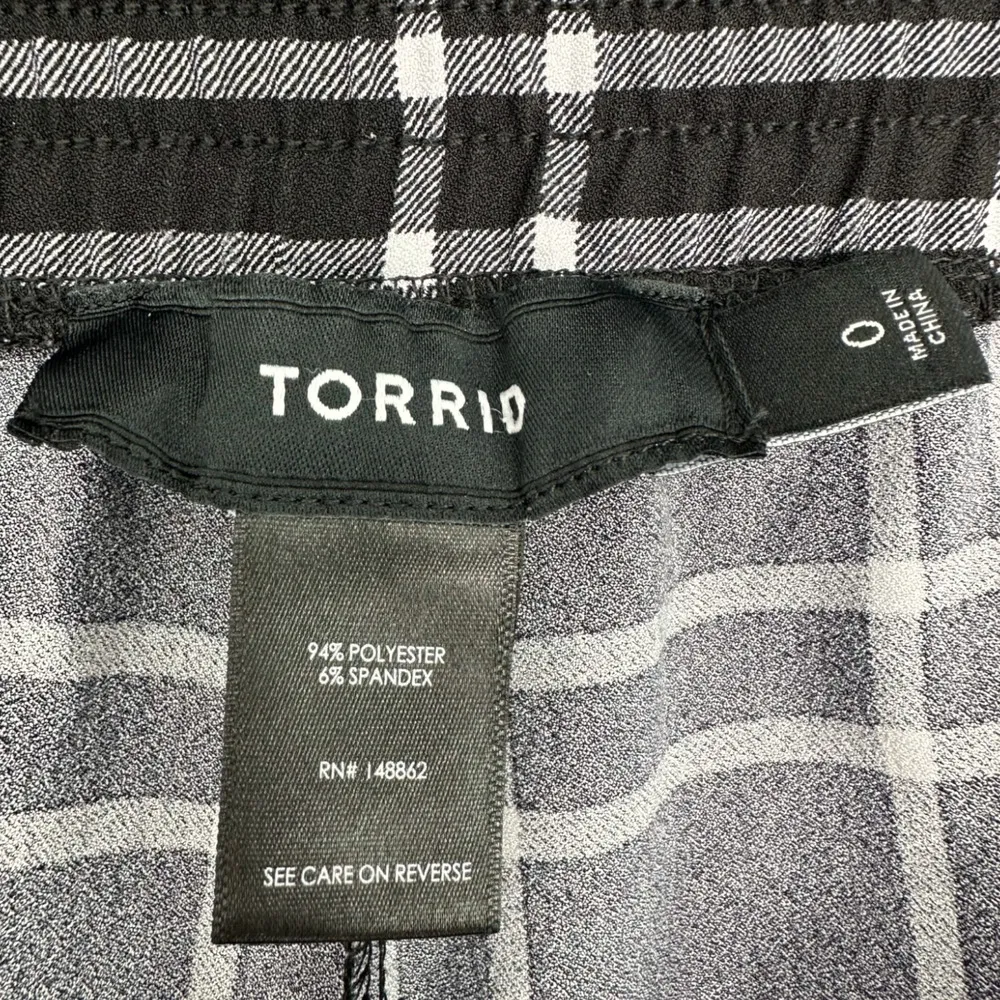 TORRID
0
MADE IN
CHINA
94% POLYESTER
6% SPANDEX
RN# 148862
SEE CARE ON REVERSE